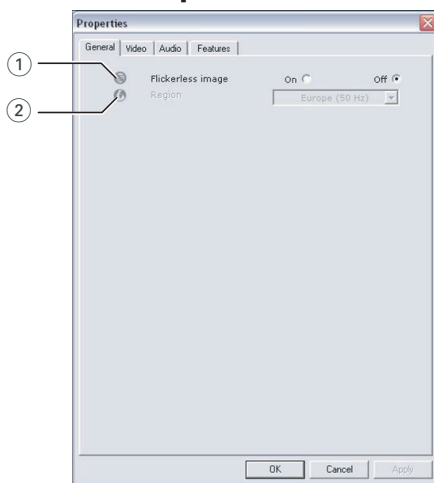 Properties
General Video Audio Features
1 Flickerless image On Off
2 Region Europe (50 Hz)
OK Cancel Apply